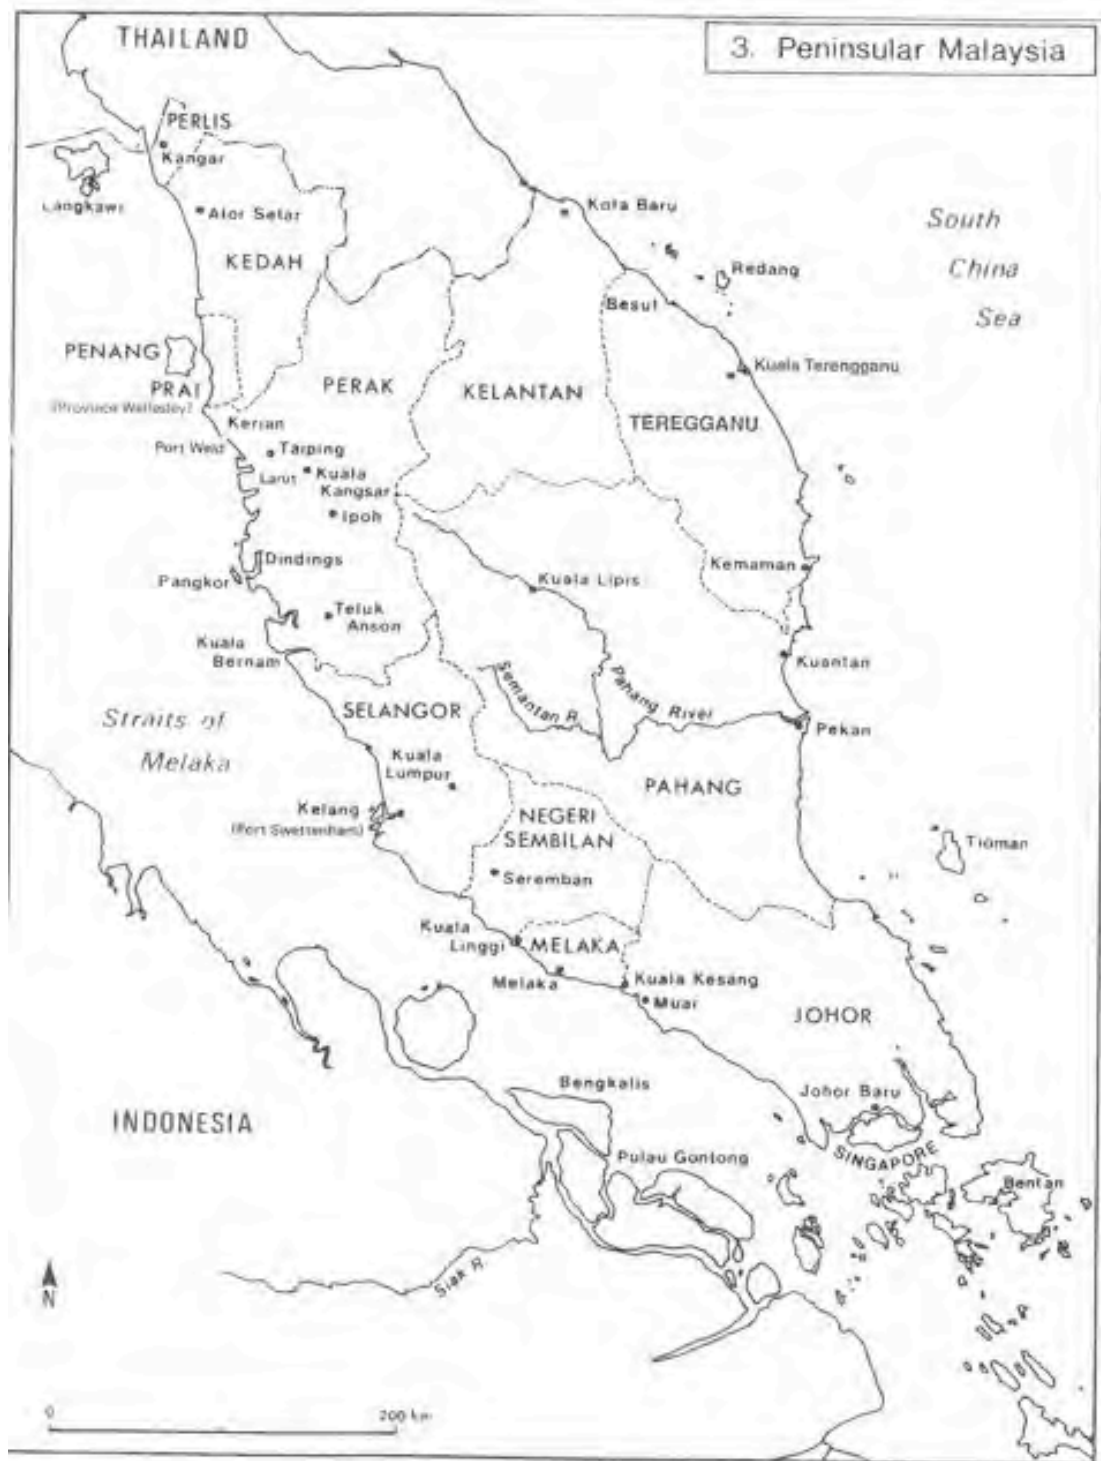 THAILAND
3. Peninsular Malaysia
PERLIS
Kangar
Langkawi
Alor Setar
KEDAH
Kota Baru
South
China
Sea
Redang
Besut
PENANG
PRAI
(Province Wellesley)
PERAK
KELANTAN
Kuala Terengganu
TEREGGANU
Kerian
Port Weld
Taiping
Larut
Kuala
Kangsar
Ipoh
Dindings
Pangkor
Kuala Lipis
Kemaman
Teluk
Anson
Kuala
Bernam
Kuantan
Semantan R.
Pahang River
SELANGOR
Straits of
Melaka
Pekan
Kuala
Lumpur
PAHANG
Kelang
(Port Swettenham)
NEGERI
SEMBILAN
Tioman
Seremban
Kuala
Linggi
MELAKA
Melaka
Kuala Kesang
Muar
JOHOR
Bengkalis
Johor Baru
INDONESIA
Pulau Gontong
SINGAPORE
Bentan
Siak R.
N
0
200 km